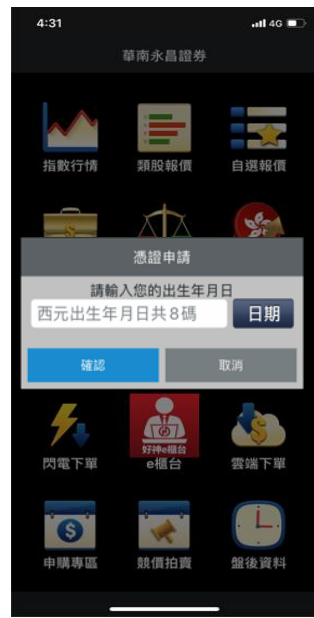 4:31
4G
華南永昌證券
指數行情
類股報價
自選報價
憑證申請
請輸入您的出生年月日
西元出生年月日共8碼
日期
確認
取消
好神e櫃台
閃電下單
e櫃台
雲端下單
申購專區
競價拍賣
盤後資料